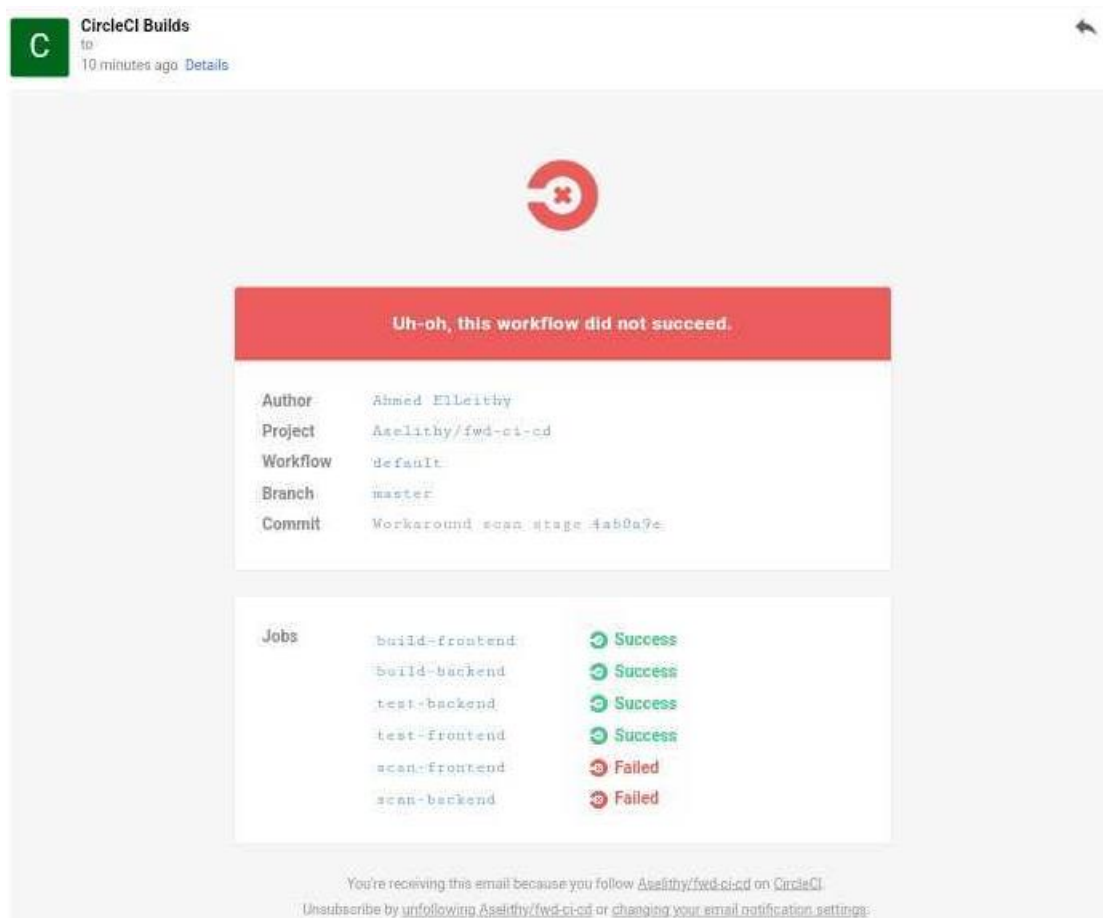 C
CircleCI Builds
to
10 minutes ago Details
Uh-oh, this workflow did not succeed.
Author Ahmed ElLeithy
Project Aselithy/fwd-ci-cd
Workflow default
Branch master
Commit Workaround scan stage 4ab0a9e
Jobs build-frontend Success
build-backend Success
test-backend Success
test-frontend Success
scan-frontend Failed
scan-backend Failed
You're receiving this email because you follow Aselithy/fwd-ci-cd on CircleCI.
Unsubscribe by unfollowing Aselithy/fwd-ci-cd or changing your email notification settings.